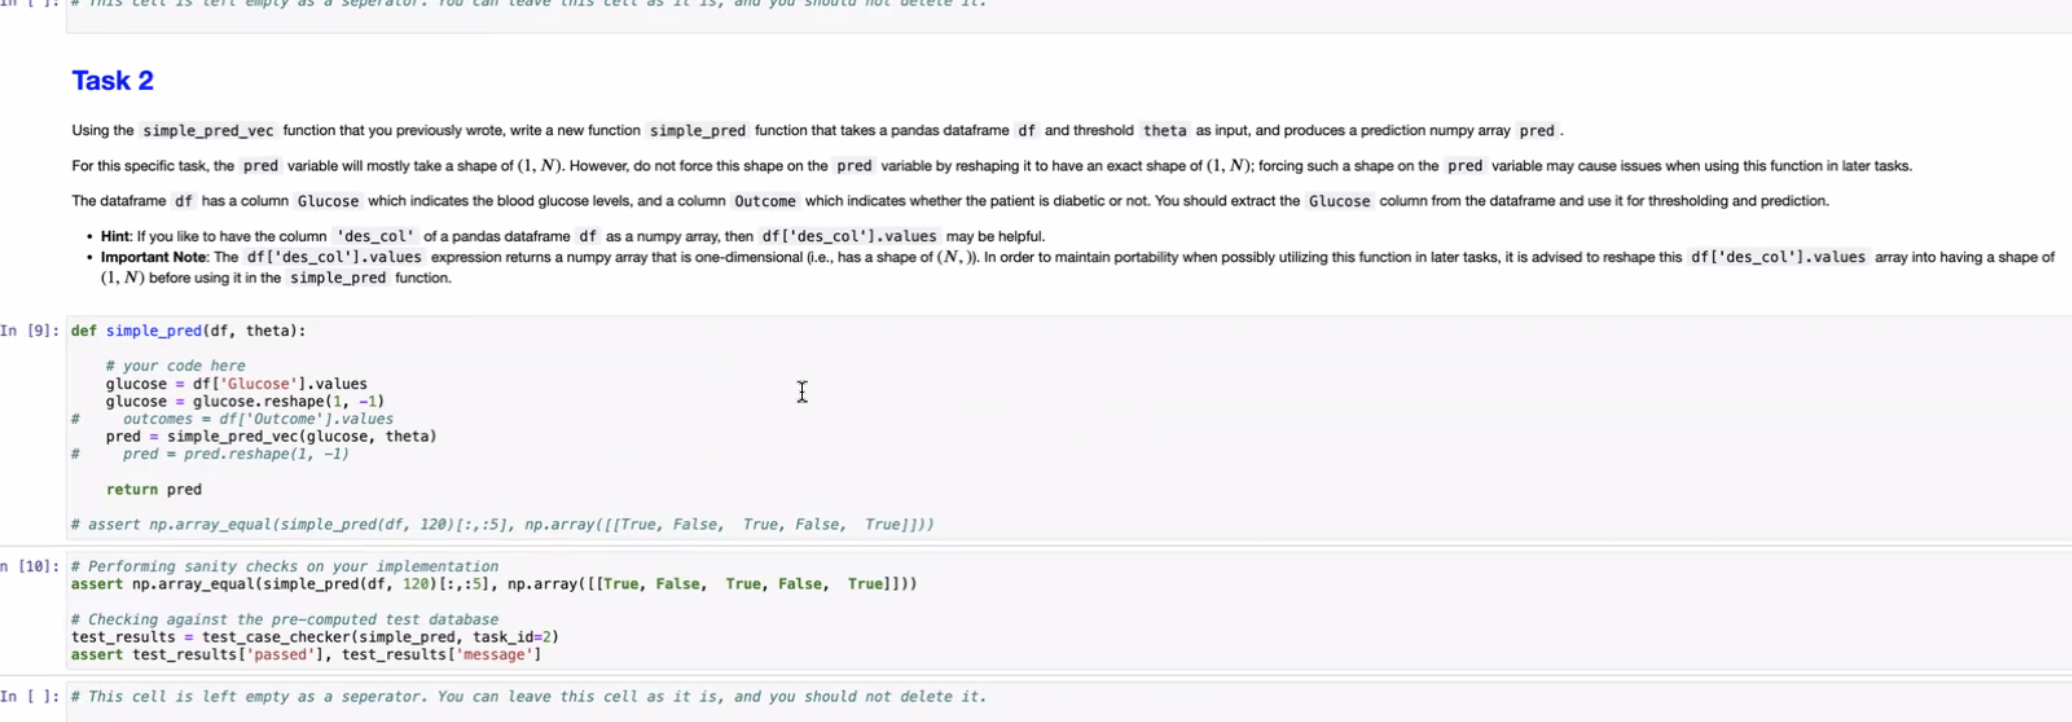 In [ ]: # This cell is left empty as a seperator. You can leave this cell as it is, and you should not delete it.
Task 2
Using the simple_pred_vec function that you previously wrote, write a new function simple_pred function that takes a pandas dataframe df and threshold theta as input, and produces a prediction numpy array pred .
For this specific task, the pred variable will mostly take a shape of (1, N). However, do not force this shape on the pred variable by reshaping it to have an exact shape of (1, N); forcing such a shape on the pred variable may cause issues when using this function in later tasks.
The dataframe df has a column Glucose which indicates the blood glucose levels, and a column Outcome which indicates whether the patient is diabetic or not. You should extract the Glucose column from the dataframe and use it for thresholding and prediction.
• Hint: If you like to have the column 'des_col' of a pandas dataframe df as a numpy array, then df['des_col'].values may be helpful.
• Important Note: The df['des_col'].values expression returns a numpy array that is one-dimensional (i.e., has a shape of (N, )). In order to maintain portability when possibly utilizing this function in later tasks, it is advised to reshape this df['des_col'].values array into having a shape of
(1, N) before using it in the simple_pred function.
In [9]: def simple_pred(df, theta):
# your code here
glucose = df['Glucose'].values
glucose = glucose.reshape(1, -1)
#     outcomes = df['Outcome'].values
pred = simple_pred_vec(glucose, theta)
#     pred = pred.reshape(1, -1)
return pred
# assert np.array_equal(simple_pred(df, 120)[:,:5], np.array([[True, False,  True, False,  True]]))
n [10]: # Performing sanity checks on your implementation
assert np.array_equal(simple_pred(df, 120)[:,:5], np.array([[True, False,  True, False,  True]]))
# Checking against the pre-computed test database
test_results = test_case_checker(simple_pred, task_id=2)
assert test_results['passed'], test_results['message']
In [ ]: # This cell is left empty as a seperator. You can leave this cell as it is, and you should not delete it.